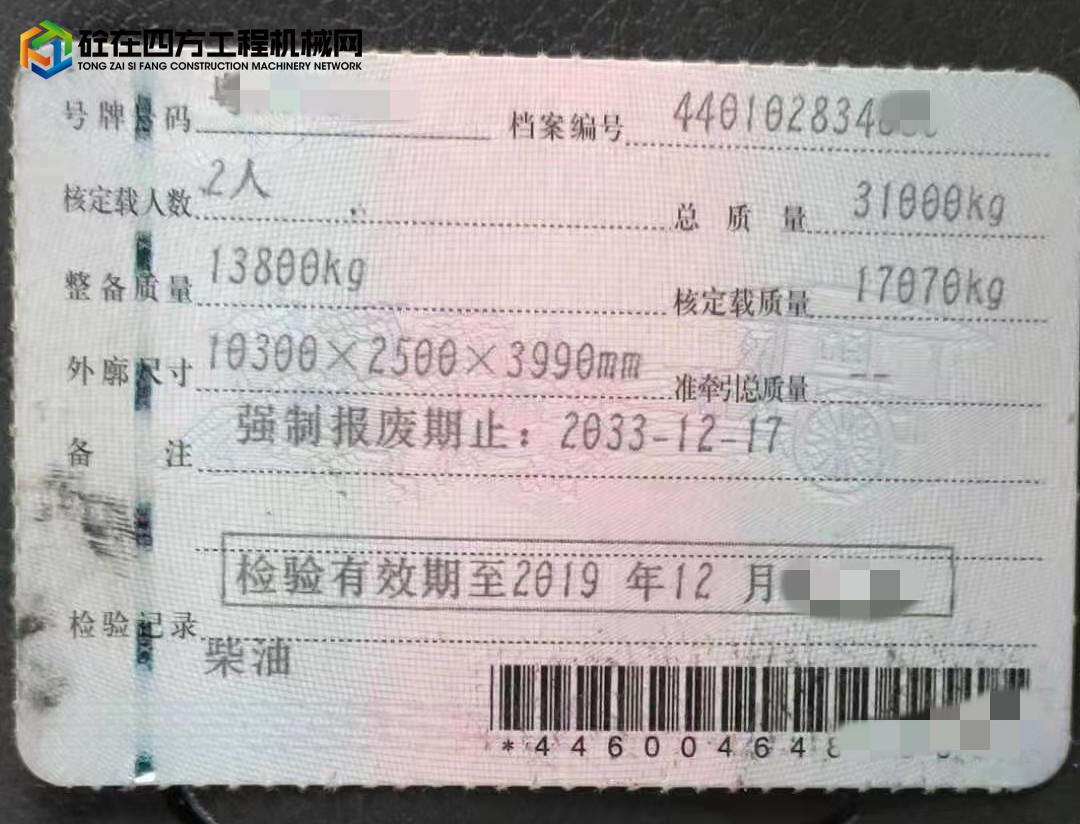 砼在四方工程机械网
TONG ZAI SI FANG CONSTRUCTION MACHINERY NETWORK
号牌号码 档案编号 440102834
核定载人数 2人 总质量 31000kg
整备质量 13800kg 核定载质量 17070kg
外廓尺寸 10300×2500×3990mm 准牵引总质量 --
备注 强制报废期止：2033-12-17
检验有效期至2019 年12 月
检验记录
柴油
*446004648